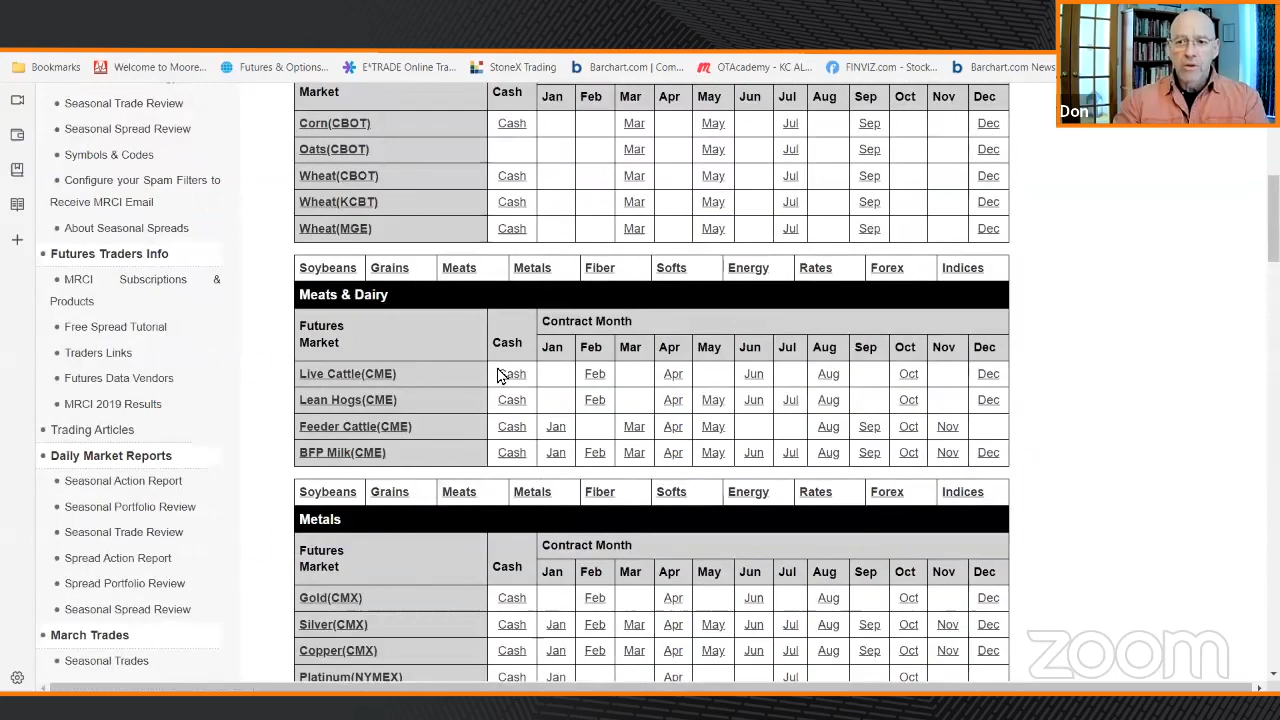 Bookmarks Welcome to Moore... Futures & Options... E*TRADE Online Tra... StoneX Trading Barchart.com | Com... OTAcademy - KC AL... FINVIZ.com - Stock... Barchart.com News
Don
Seasonal Trade Review
Seasonal Spread Review
Symbols & Codes
Configure your Spam Filters to
Receive MRCI Email
About Seasonal Spreads
Futures Traders Info
MRCI Subscriptions &
Products
Free Spread Tutorial
Traders Links
Futures Data Vendors
MRCI 2019 Results
Trading Articles
Daily Market Reports
Seasonal Action Report
Seasonal Portfolio Review
Seasonal Trade Review
Spread Action Report
Spread Portfolio Review
Seasonal Spread Review
March Trades
Seasonal Trades
Market Cash Jan Feb Mar Apr May Jun Jul Aug Sep Oct Nov Dec
Corn(CBOT) Cash Mar May Jul Sep Dec
Oats(CBOT) Mar May Jul Sep Dec
Wheat(CBOT) Cash Mar May Jul Sep Dec
Wheat(KCBT) Cash Mar May Jul Sep Dec
Wheat(MGE) Cash Mar May Jul Sep Dec
Soybeans Grains Meats Metals Fiber Softs Energy Rates Forex Indices
Meats & Dairy
Futures
Market Cash Contract Month
Jan Feb Mar Apr May Jun Jul Aug Sep Oct Nov Dec
Live Cattle(CME) Cash Feb Apr Jun Aug Oct Dec
Lean Hogs(CME) Cash Feb Apr May Jun Jul Aug Oct Dec
Feeder Cattle(CME) Cash Jan Mar Apr May Aug Sep Oct Nov
BFP Milk(CME) Cash Jan Feb Mar Apr May Jun Jul Aug Sep Oct Nov Dec
Soybeans Grains Meats Metals Fiber Softs Energy Rates Forex Indices
Metals
Futures
Market Cash Contract Month
Jan Feb Mar Apr May Jun Jul Aug Sep Oct Nov Dec
Gold(CMX) Cash Feb Apr Jun Aug Oct Dec
Silver(CMX) Cash Jan Feb Mar Apr May Jun Jul Aug Sep Oct Nov Dec
Copper(CMX) Cash Jan Feb Mar Apr May Jun Jul Aug Sep Oct Nov Dec
Platinum(NYMEX) Cash Jan Apr Jul Oct
zoom